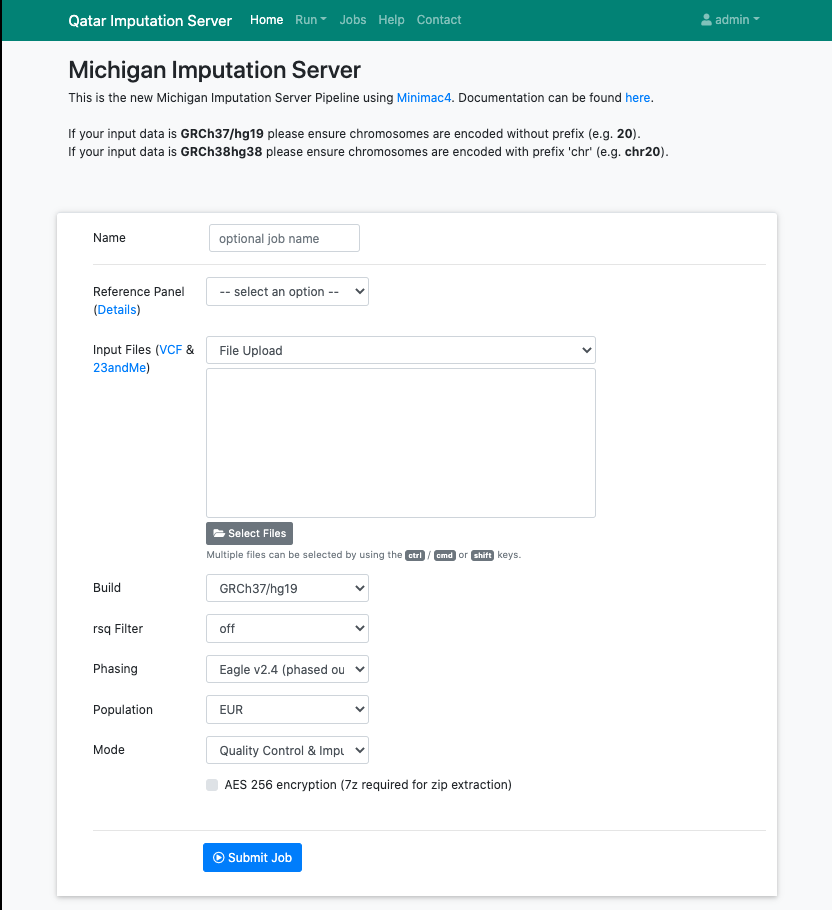 Qatar Imputation Server Home Run Jobs Help Contact admin
Michigan Imputation Server
This is the new Michigan Imputation Server Pipeline using Minimac4. Documentation can be found here.
If your input data is GRCh37/hg19 please ensure chromosomes are encoded without prefix (e.g. 20).
If your input data is GRCh38hg38 please ensure chromosomes are encoded with prefix 'chr' (e.g. chr20).
Name optional job name
Reference Panel -- select an option --
(Details)
Input Files (VCF & File Upload
23andMe)
Select Files
Multiple files can be selected by using the ctrl / cmd or shift keys.
Build GRCh37/hg19
rsq Filter off
Phasing Eagle v2.4 (phased ou
Population EUR
Mode Quality Control & Impu
AES 256 encryption (7z required for zip extraction)
Submit Job